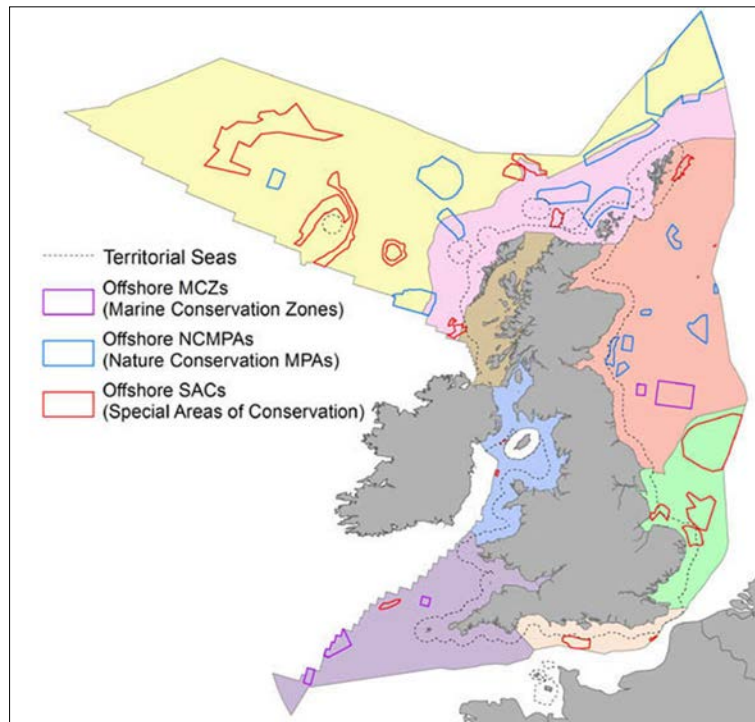 Territorial Seas
Offshore MCZs
(Marine Conservation Zones)
Offshore NCMPAs
(Nature Conservation MPAs)
Offshore SACs
(Special Areas of Conservation)